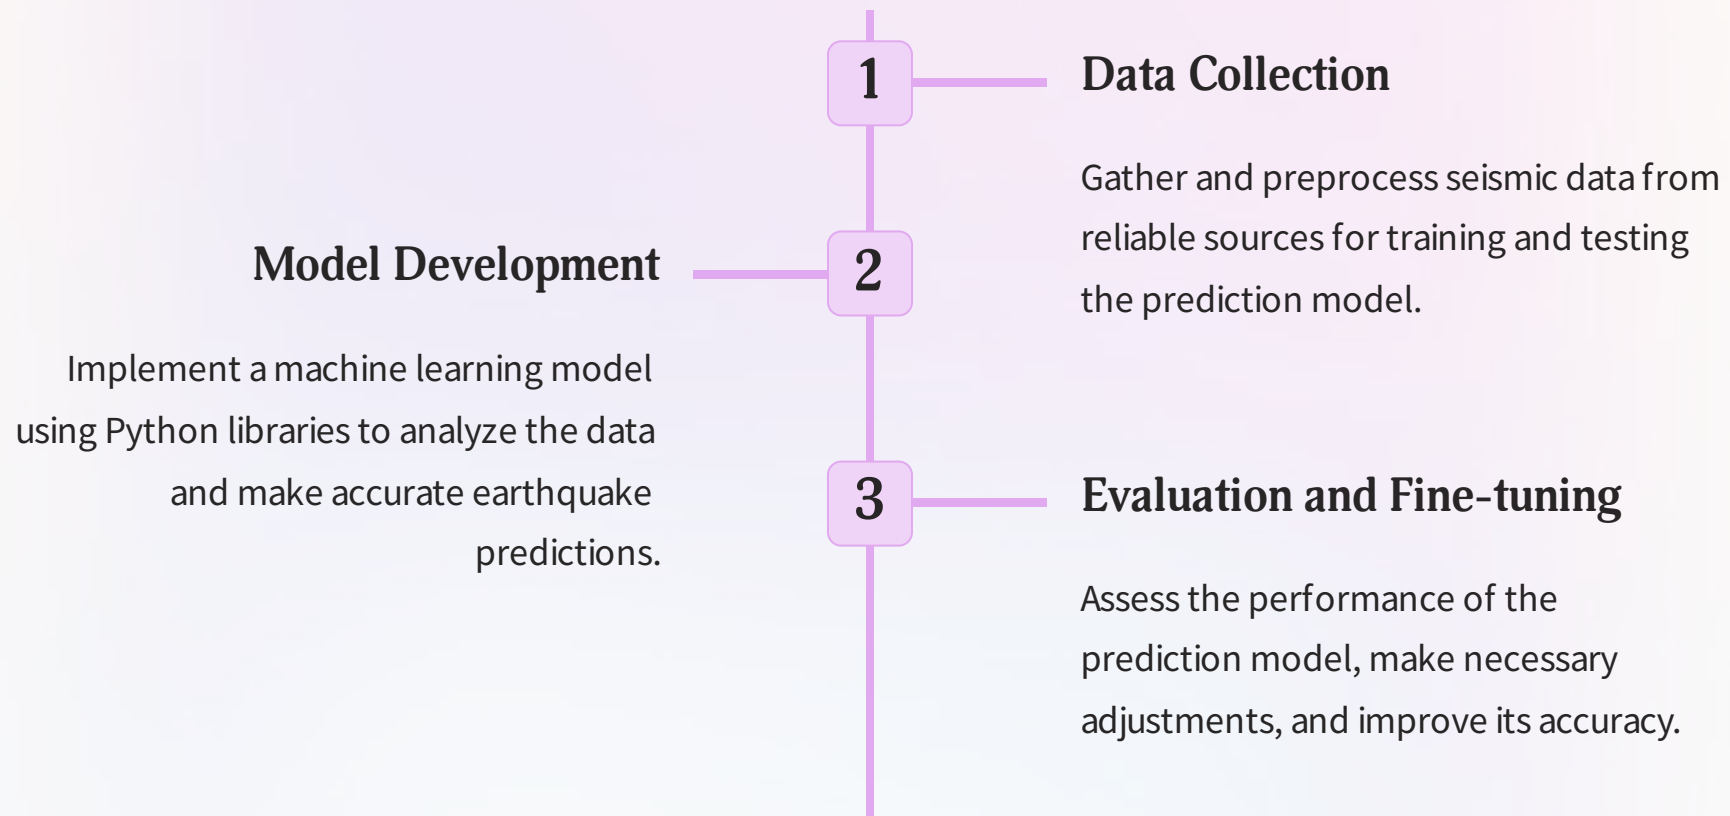 1
Data Collection
Gather and preprocess seismic data from
reliable sources for training and testing
the prediction model.
2
Model Development
Implement a machine learning model
using Python libraries to analyze the data
and make accurate earthquake
predictions.
3
Evaluation and Fine-tuning
Assess the performance of the
prediction model, make necessary
adjustments, and improve its accuracy.